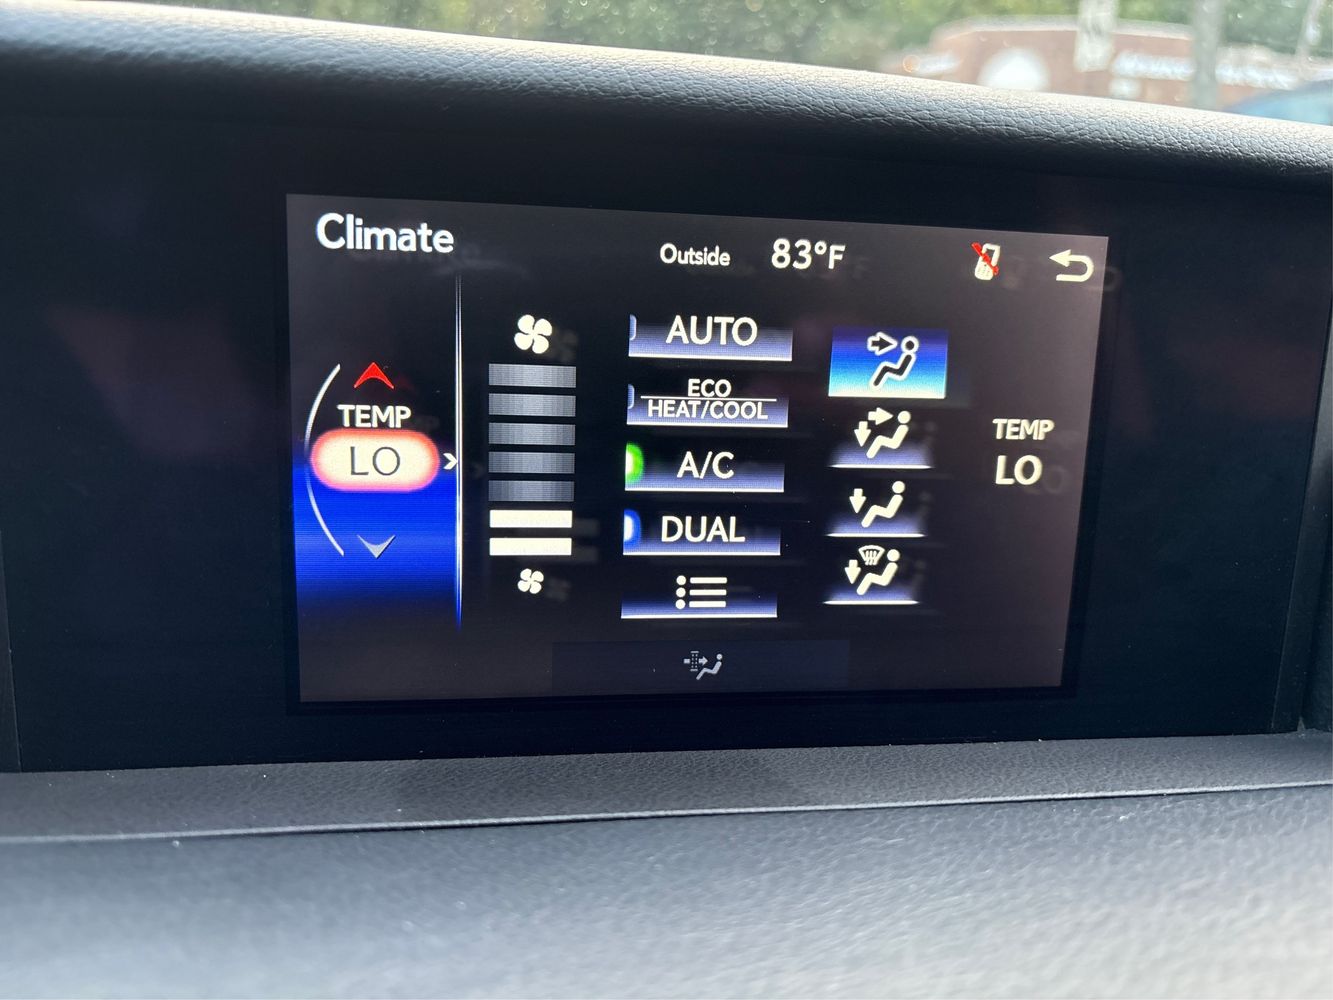 Climate
Outside 83°F
AUTO
ECO
HEAT/COOL
TEMP
LO
A/C
DUAL
TEMP
LO